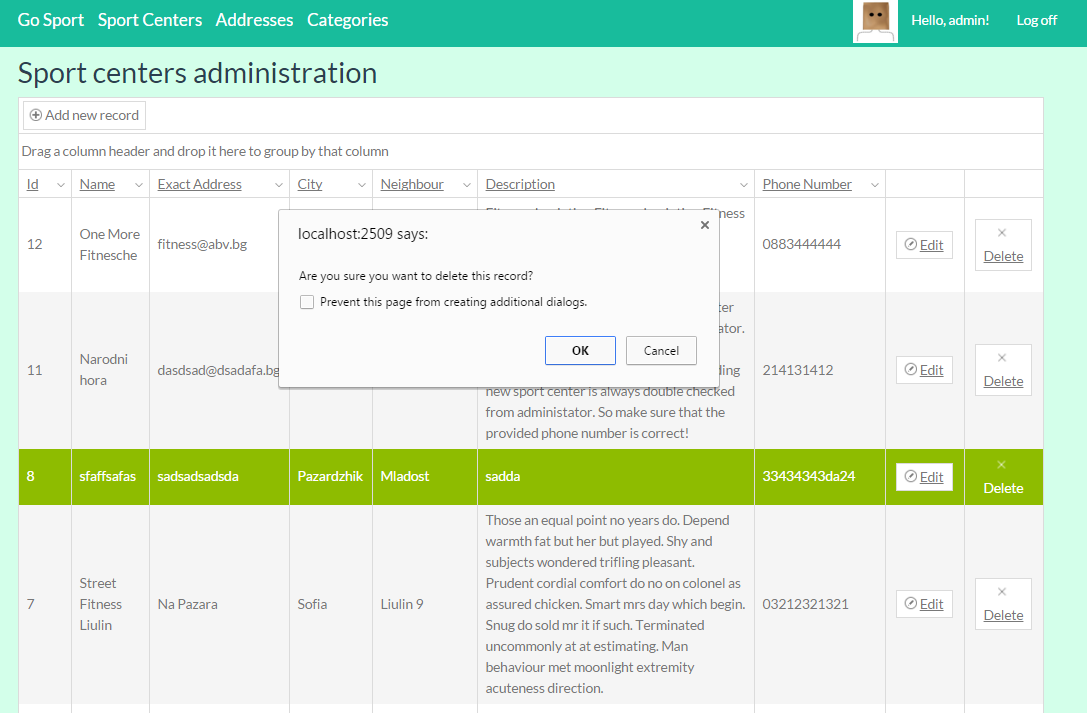 Go Sport Sport Centers Addresses Categories Hello, admin! Log off
Sport centers administration
Add new record
Drag a column header and drop it here to group by that column
Id Name Exact Address City Neighbour Description Phone Number
12
One More
Fitnesche
fitness@abv.bg
Fitness
0883444444
Edit
Delete
localhost:2509 says:
Are you sure you want to delete this record?
Prevent this page from creating additional dialogs.
OK Cancel
11
Narodni
hora
dasdsad@dsadafa.bg
new sport center is always double checked
from administator. So make sure that the
provided phone number is correct!
214131412
Edit
Delete
8 sfaffsafas sadsadsadsda Pazardzhik Mladost sadda 33434343da24 Edit
Delete
7
Street
Fitness
Liulin
Na Pazara
Sofia
Liulin 9
Those an equal point no years do. Depend
warmth fat but her but played. Shy and
subjects wondered trifling pleasant.
Prudent cordial comfort do no on colonel as
assured chicken. Smart mrs day which begin.
Snug do sold mr it if such. Terminated
uncommonly at at estimating. Man
behaviour met moonlight extremity
acuteness direction.
03212321321
Edit
Delete